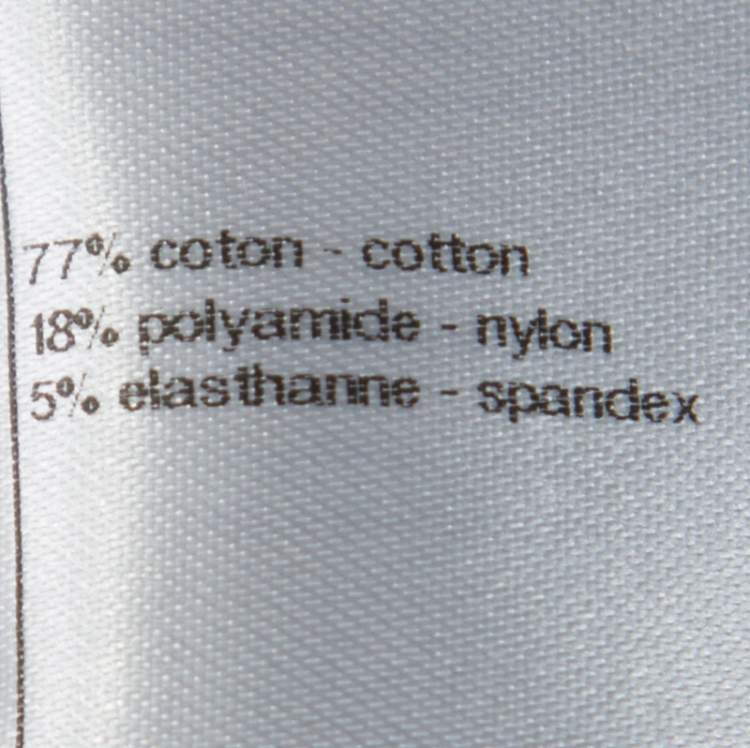 77% coton - cotton
18% polyamide - nylon
5% elasthanne - spandex